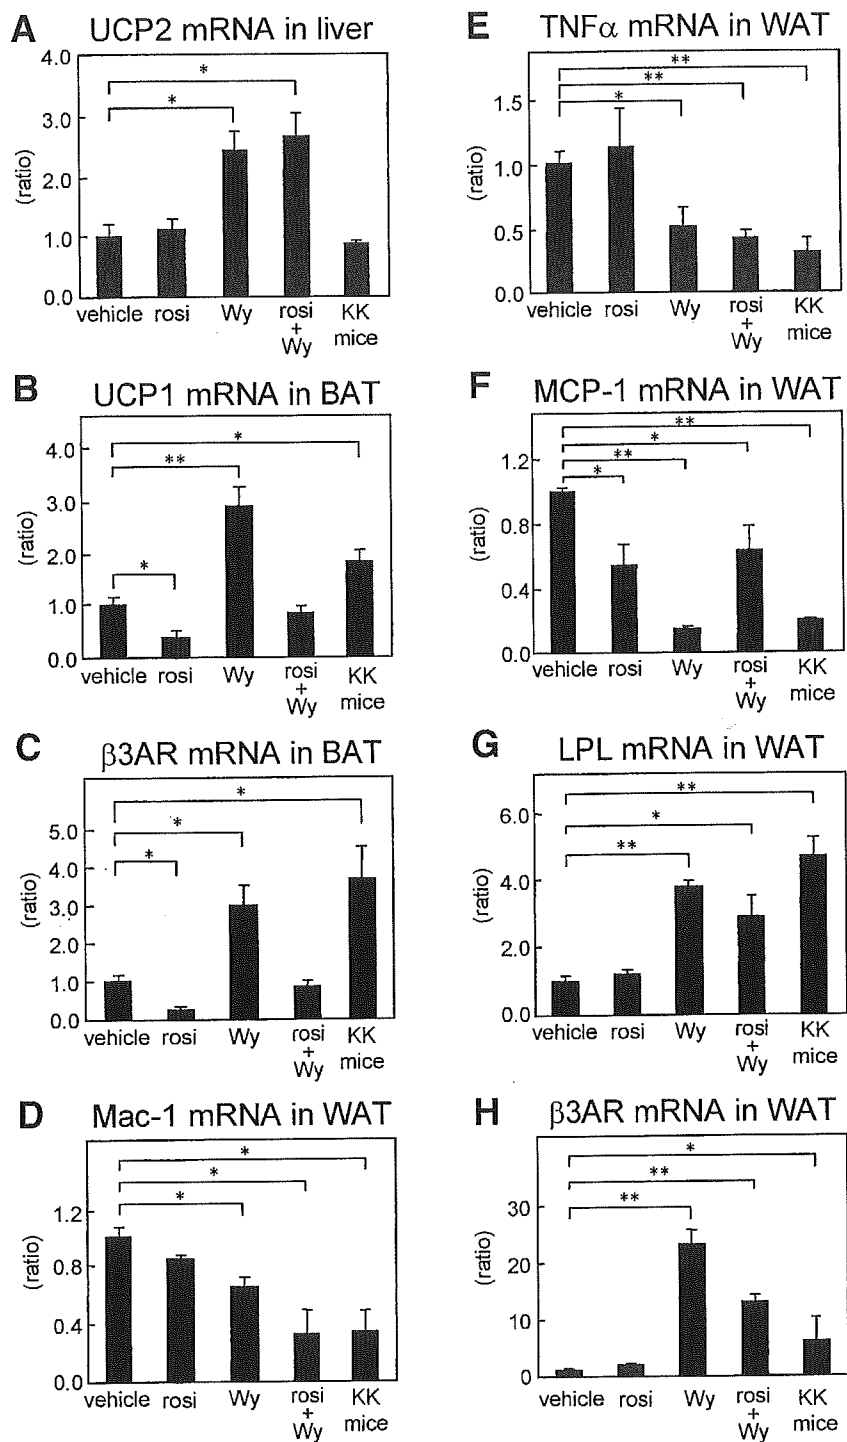 A UCP2 mRNA in liver
4.0
*
*
3.0
2.0
1.0
0.0
(ratio)
vehicle rosi Wy rosi + Wy KK mice
B UCP1 mRNA in BAT
4.0
*
**
3.0
2.0
*
1.0
0.0
(ratio)
vehicle rosi Wy rosi + Wy KK mice
C β3AR mRNA in BAT
*
5.0
*
4.0
*
3.0
2.0
1.0
0.0
(ratio)
vehicle rosi Wy rosi + Wy KK mice
D Mac-1 mRNA in WAT
*
*
*
1.2
0.8
0.4
0.0
(ratio)
vehicle rosi Wy rosi + Wy KK mice
E TNFα mRNA in WAT
**
**
*
1.5
1.0
0.5
0.0
(ratio)
vehicle rosi Wy rosi + Wy KK mice
F MCP-1 mRNA in WAT
**
*
**
*
1.2
0.8
0.4
0.0
(ratio)
vehicle rosi Wy rosi + Wy KK mice
G LPL mRNA in WAT
**
*
**
6.0
4.0
2.0
0.0
(ratio)
vehicle rosi Wy rosi + Wy KK mice
H β3AR mRNA in WAT
*
**
**
30
20
10
0
(ratio)
vehicle rosi Wy rosi + Wy KK mice